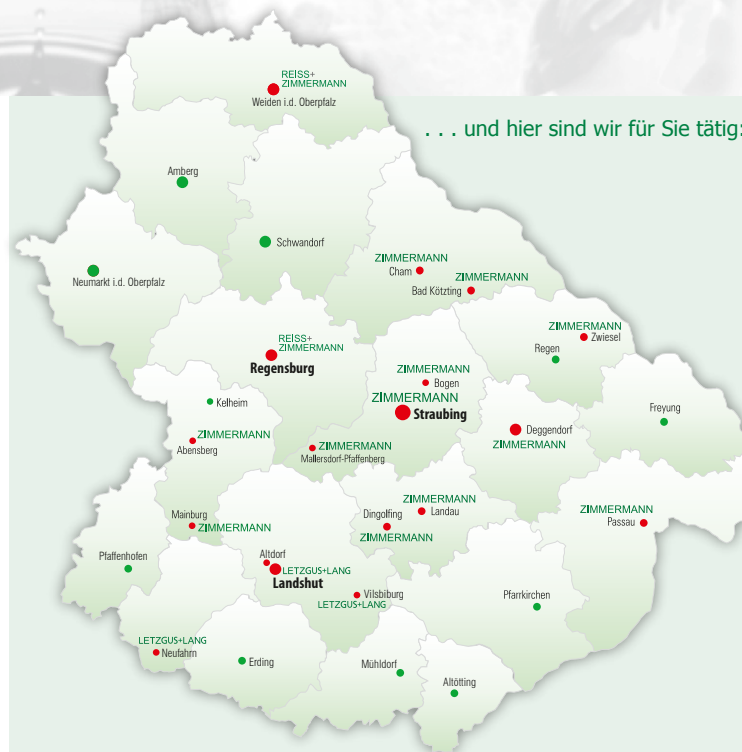 REISS+
ZIMMERMANN
Weiden i.d. Oberpfalz
. . . und hier sind wir für Sie tätig:
Amberg
Schwandorf
Neumarkt i.d. Oberpfalz
ZIMMERMANN
Cham
ZIMMERMANN
Bad Kötzting
REISS+
ZIMMERMANN
Regensburg
ZIMMERMANN
Zwiesel
Regen
ZIMMERMANN
Bogen
ZIMMERMANN
Straubing
Kelheim
ZIMMERMANN
Abensberg
ZIMMERMANN
Mallersdorf-Pfaffenberg
Deggendorf
ZIMMERMANN
Freyung
ZIMMERMANN
Landau
Dingolfing
ZIMMERMANN
ZIMMERMANN
Passau
Mainburg
ZIMMERMANN
Pfaffenhofen
Altdorf
LETZGUS+LANG
Landshut
Vilsbiburg
LETZGUS+LANG
Pfarrkirchen
LETZGUS+LANG
Neufahrn
Erding
Mühldorf
Altötting